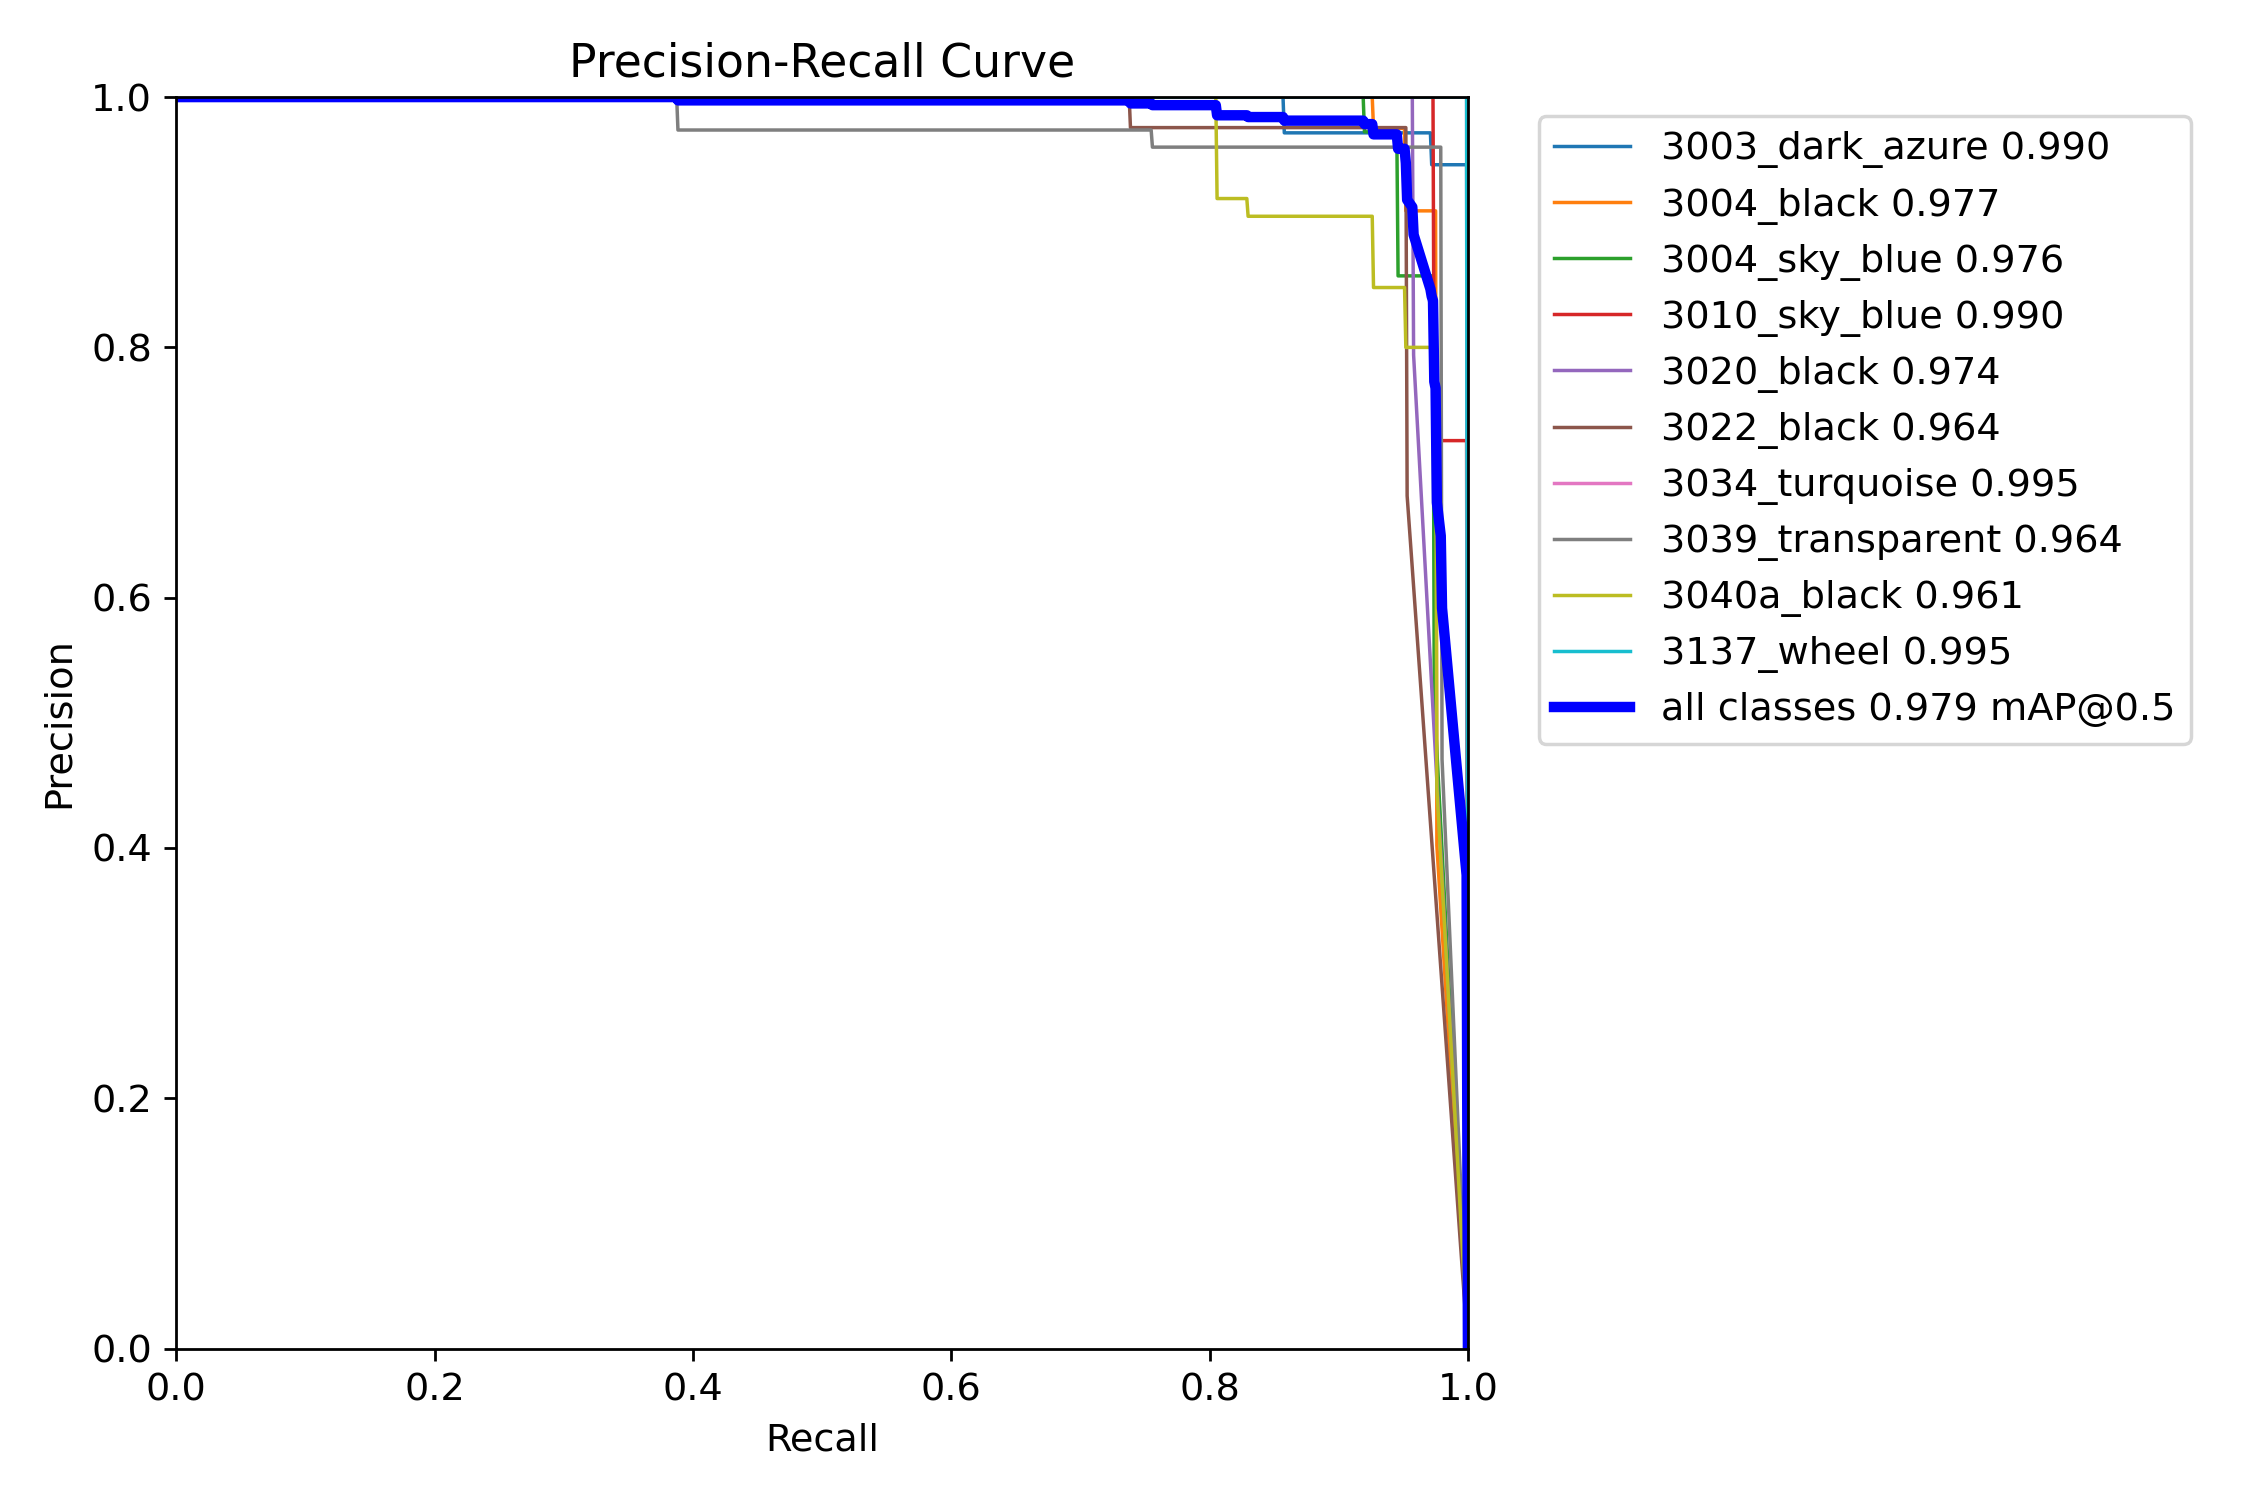 Precision-Recall Curve
1.0
0.8
0.6
0.4
0.2
0.0
Precision
0.0 0.2 0.4 0.6 0.8 1.0
Recall
3003_dark_azure 0.990
3004_black 0.977
3004_sky_blue 0.976
3010_sky_blue 0.990
3020_black 0.974
3022_black 0.964
3034_turquoise 0.995
3039_transparent 0.964
3040a_black 0.961
3137_wheel 0.995
all classes 0.979 mAP@0.5